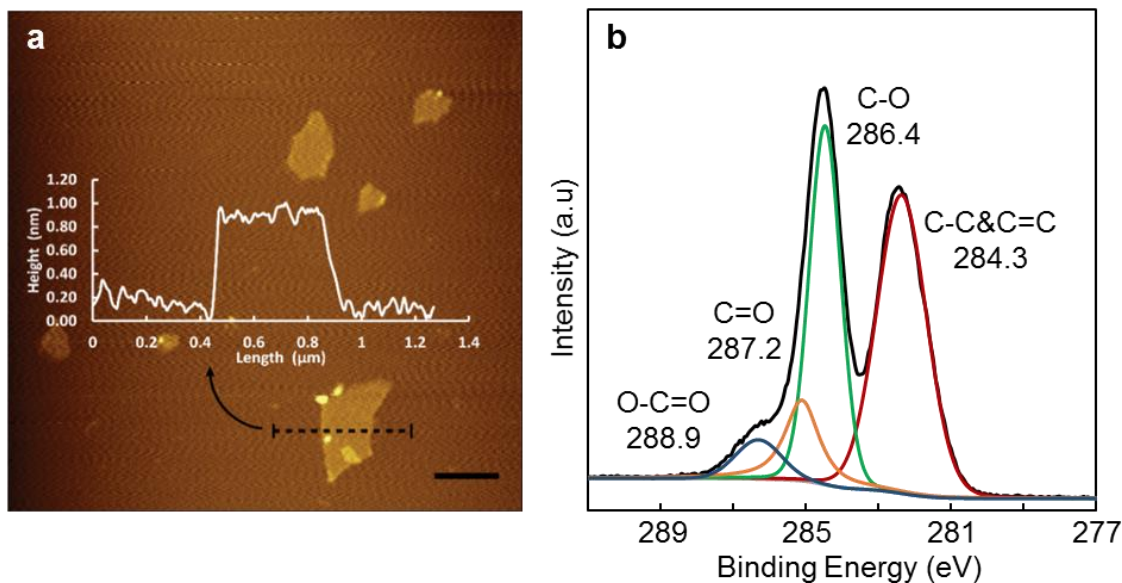 a
1.20
1.00
0.80
0.60
0.40
0.20
0.00
Height (nm)
0 0.2 0.4 0.6 0.8 1 1.2 1.4
Length (µm)
b
C-O
286.4
C-C&C=C
284.3
C=O
287.2
O-C=O
288.9
Intensity (a.u)
289 285 281 277
Binding Energy (eV)